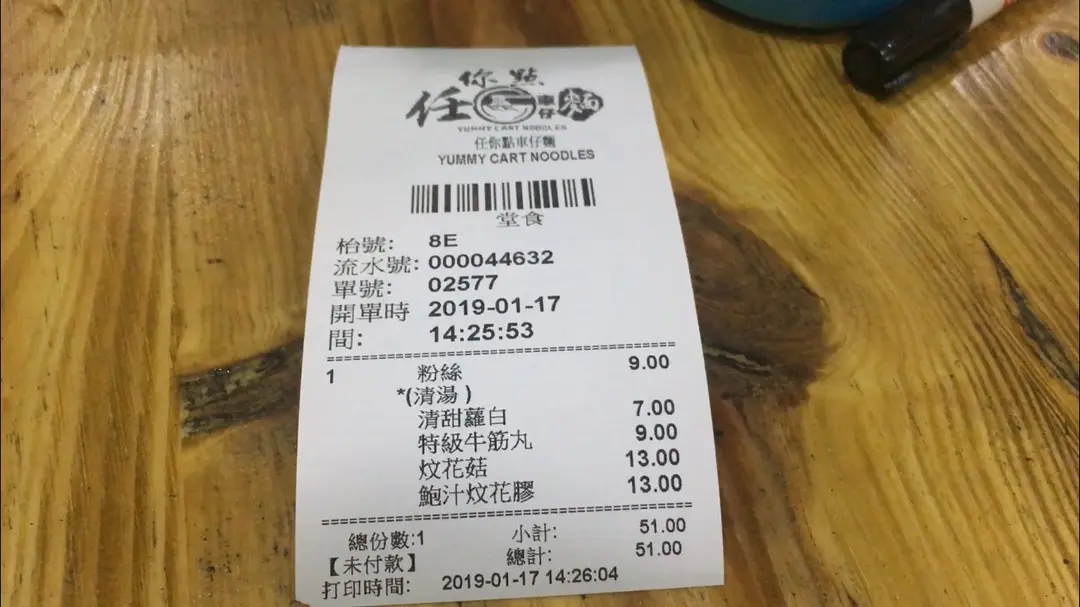 你點
任 車仔麵
YUMMY CART NOODLES
任你點車仔麵
YUMMY CART NOODLES
堂食
枱號: 8E
流水號: 000044632
單號: 02577
開單時 2019-01-17
間: 14:25:53
1 粉絲 9.00
*(清湯)
清甜蘿白 7.00
特級牛筋丸 9.00
炆花菇 13.00
鮑汁炆花膠 13.00
總份數:1 小計: 51.00
【未付款】 總計: 51.00
打印時間: 2019-01-17 14:26:04